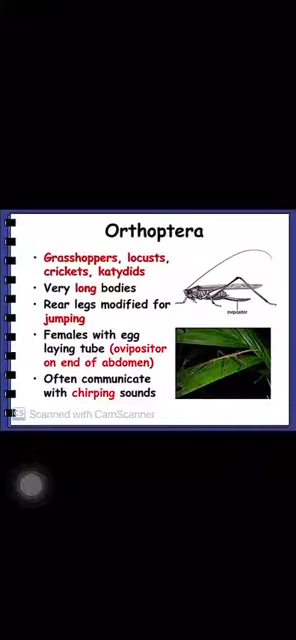 Orthoptera
• Grasshoppers, locusts,
crickets, katydids
• Very long bodies
• Rear legs modified for
jumping
• Females with egg
laying tube (ovipositor
on end of abdomen)
• Often communicate
with chirping sounds
ovipositor
CS Scanned with CamScanner